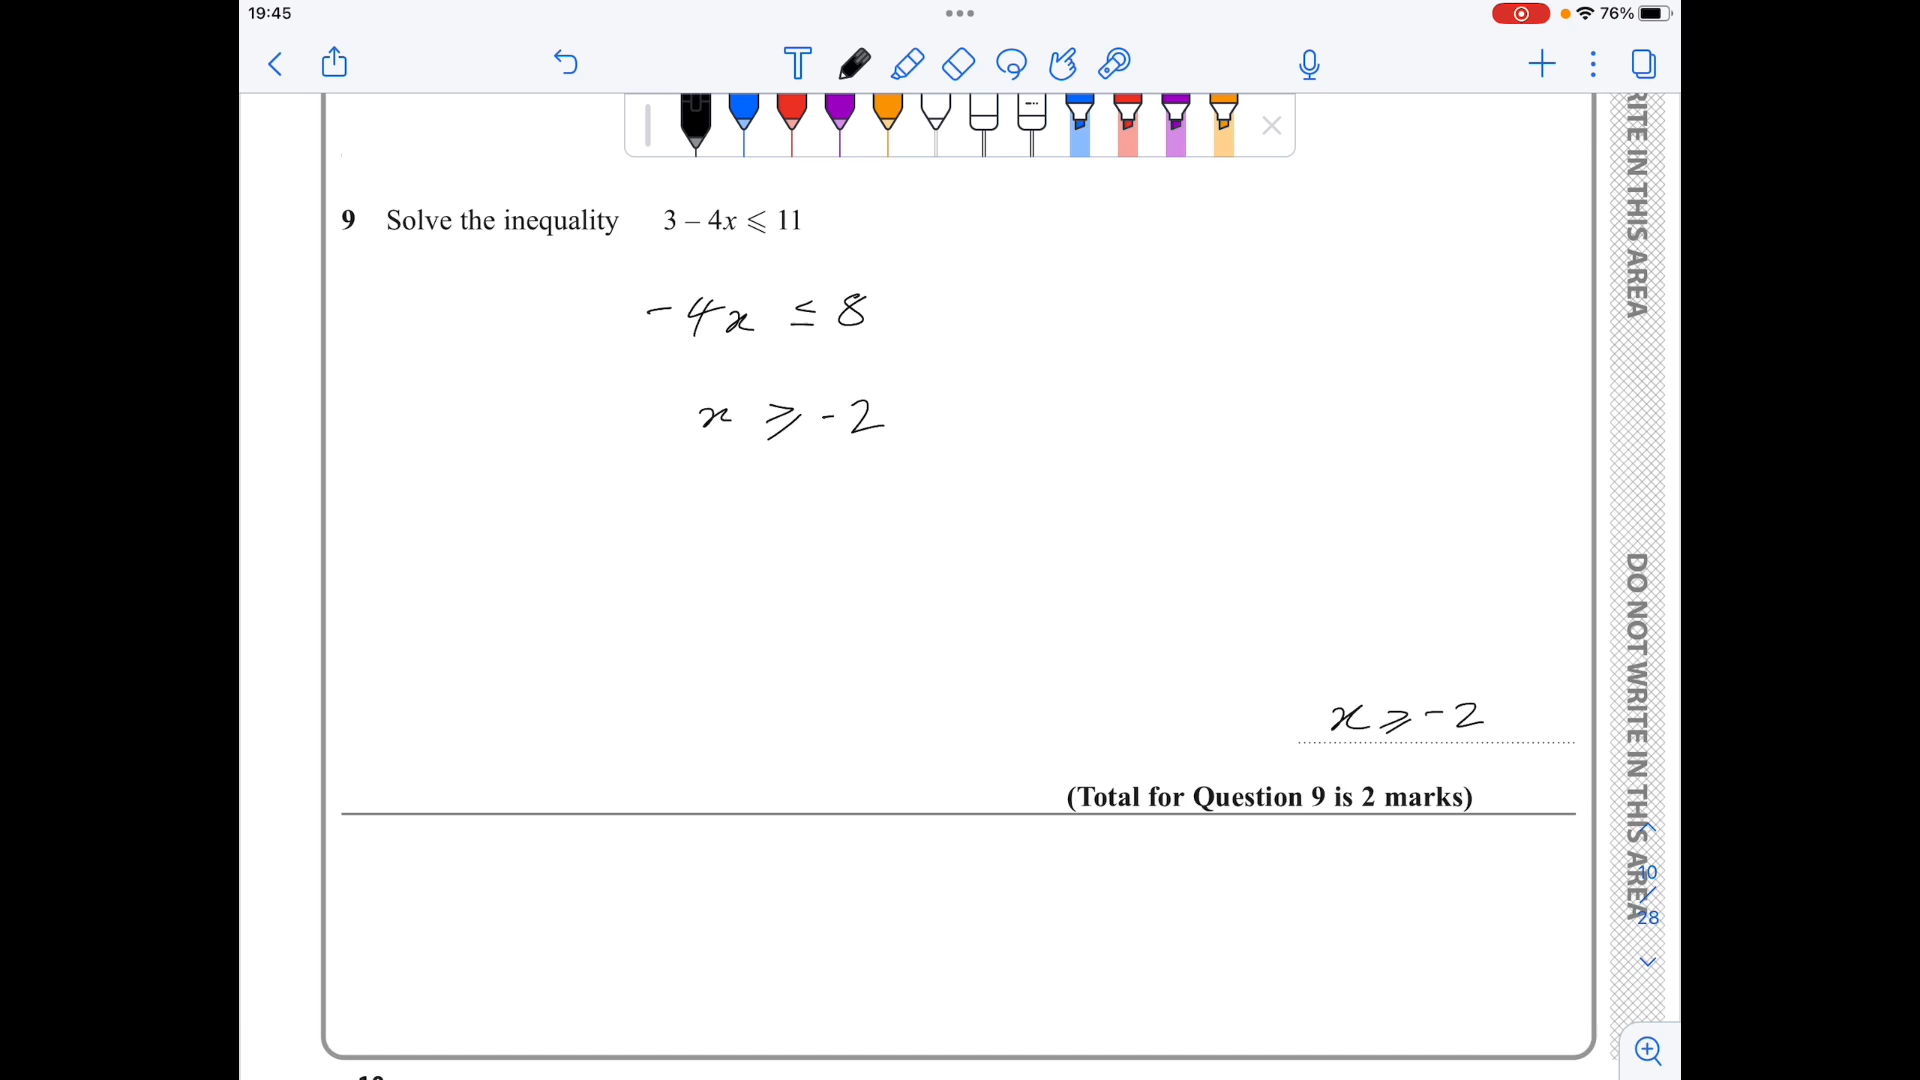 19:45
76%
9 Solve the inequality 3 – 4x ⩽ 11
-4x ≤ 8
x ⩾ -2
x ⩾ -2
(Total for Question 9 is 2 marks)
RITE IN THIS AREA
DO NOT WRITE IN THIS AREA
10
/
28